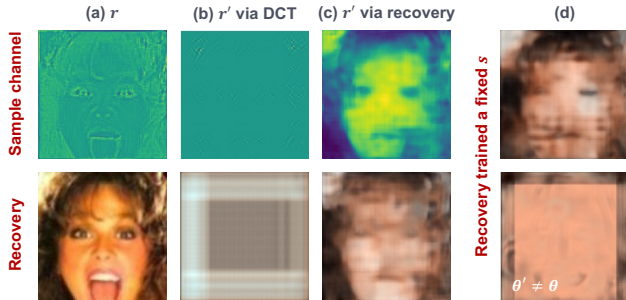 (a) r
(b) r′ via DCT
(c) r′ via recovery
(d)
Sample channel
Recovery
Recovery trained a fixed s
θ′ ≠ θ